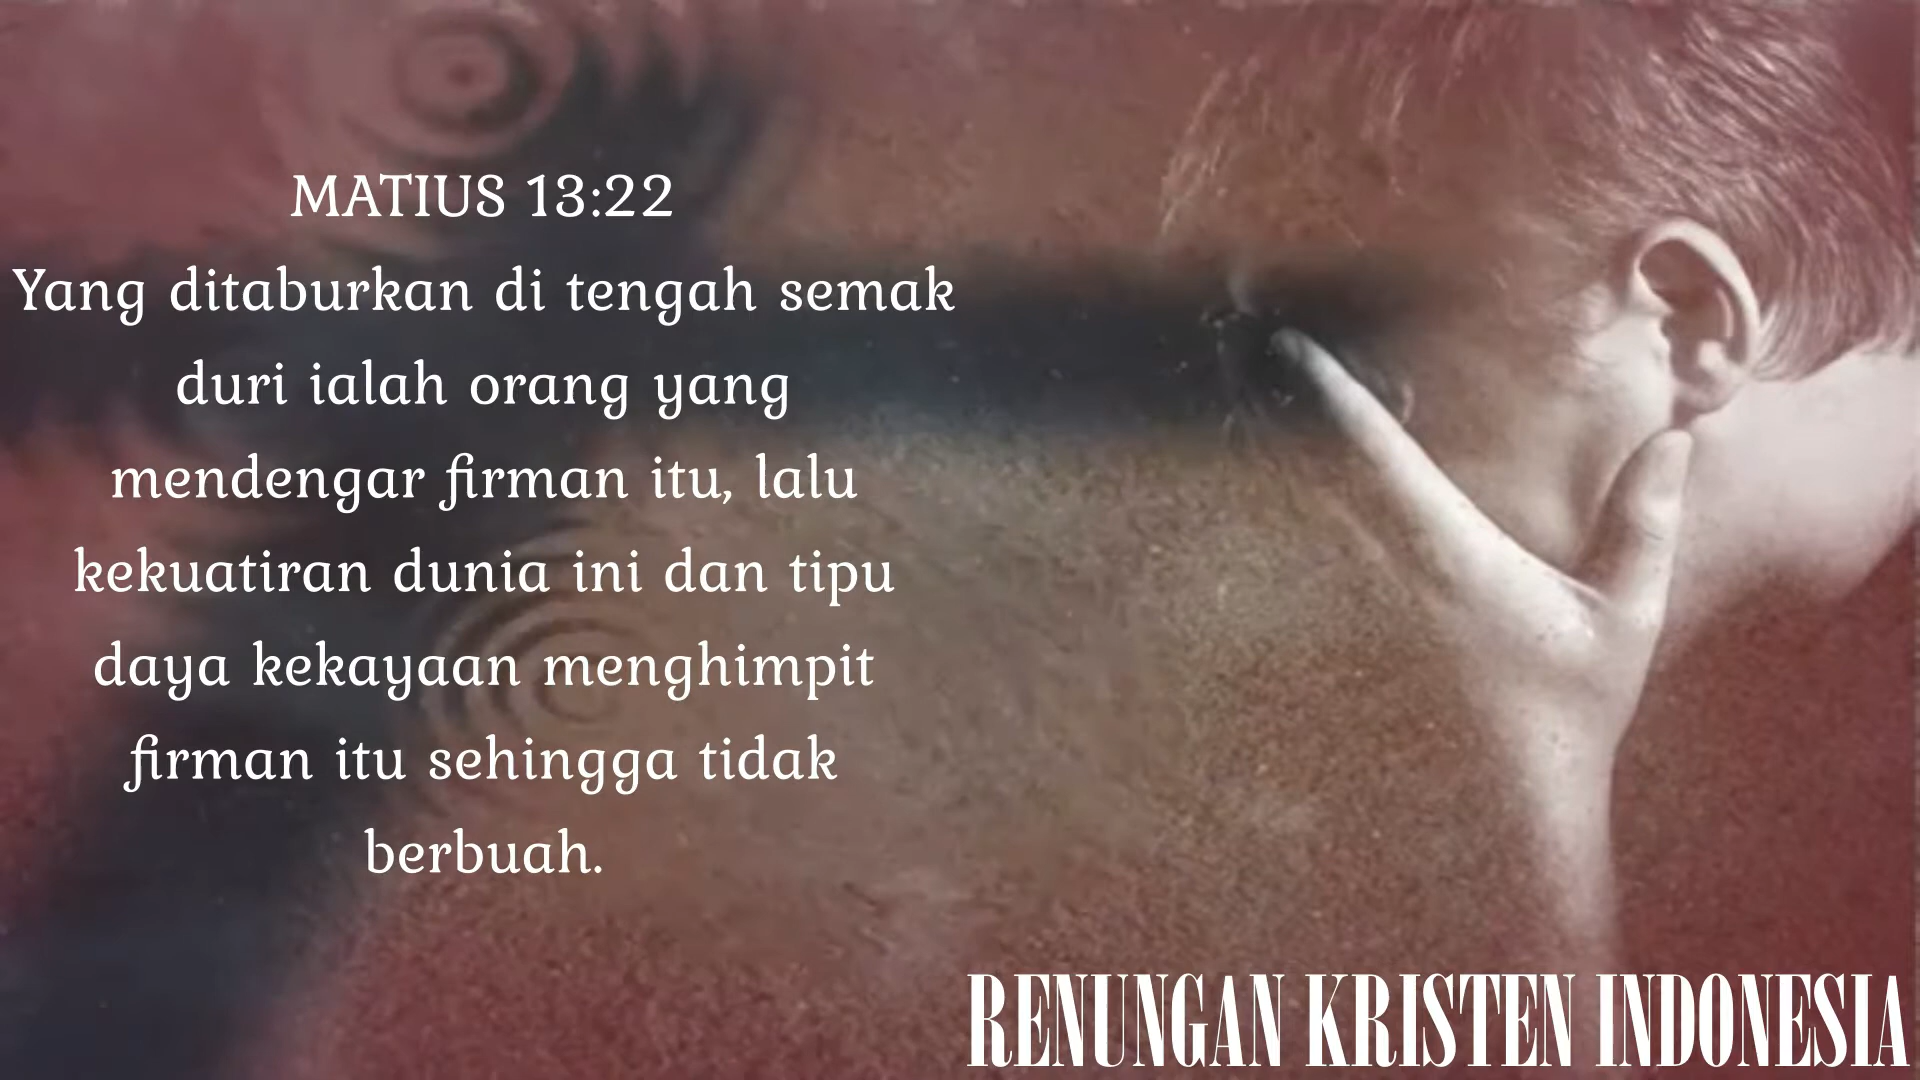 MATIUS 13:22
Yang ditaburkan di tengah semak
duri ialah orang yang
mendengar firman itu, lalu
kekuatiran dunia ini dan tipu
daya kekayaan menghimpit
firman itu sehingga tidak
berbuah.
RENUNGAN KRISTEN INDONESIA